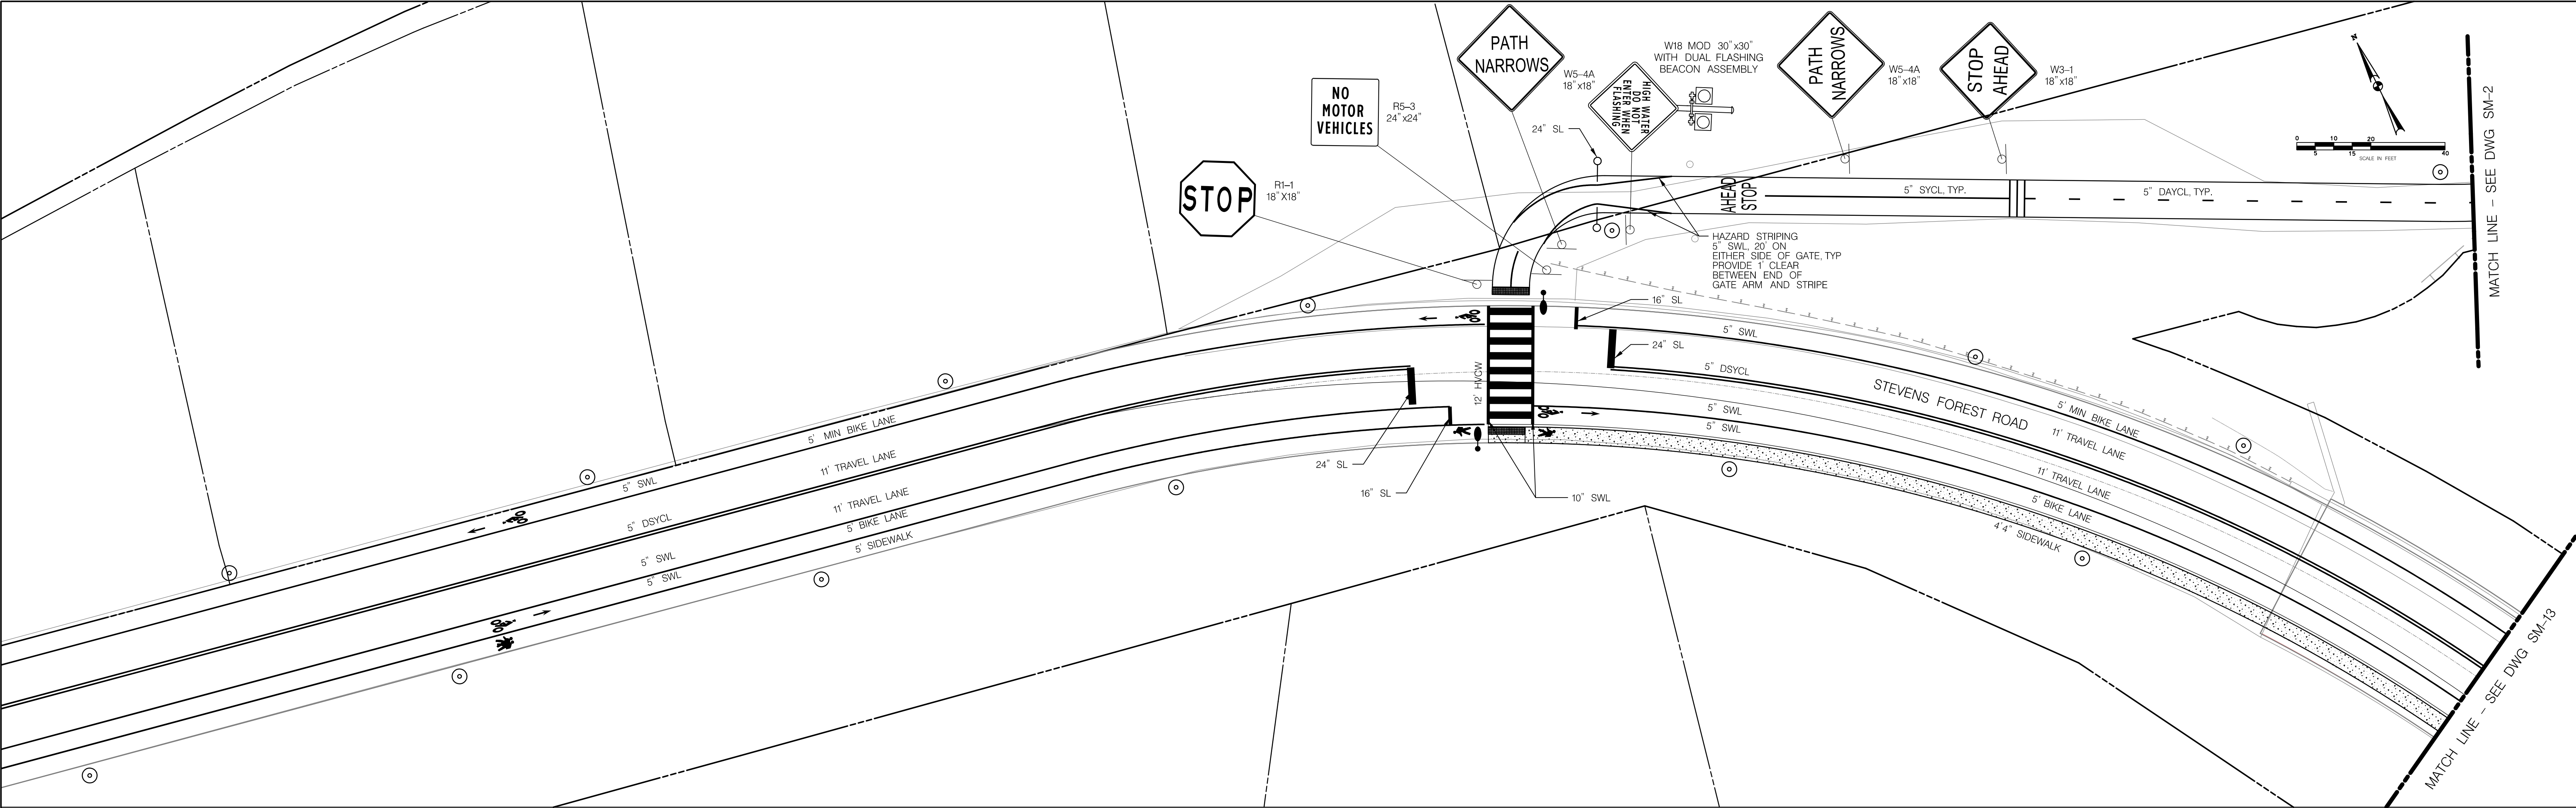 PATH
NARROWS
W5-4A
18"x18"
W18 MOD 30"x30"
WITH DUAL FLASHING
BEACON ASSEMBLY
HIGH WATER
DO NOT
ENTER WHEN
FLASHING
PATH
NARROWS
W5-4A
18"x18"
STOP
AHEAD
W3-1
18"x18"
N
0 10 20 40
5 15
SCALE IN FEET
NO
MOTOR
VEHICLES
R5-3
24"x24"
24" SL
STOP
R1-1
18"X18"
AHEAD
STOP
5" SYCL, TYP.
5" DAYCL, TYP.
MATCH LINE - SEE DWG SM-2
HAZARD STRIPING
5" SWL, 20' ON
EITHER SIDE OF GATE, TYP
PROVIDE 1' CLEAR
BETWEEN END OF
GATE ARM AND STRIPE
16" SL
5" SWL
24" SL
5" DSYCL
12' HVCW
STEVENS FOREST ROAD
5' MIN BIKE LANE
11' TRAVEL LANE
5" SWL
5" SWL
11' TRAVEL LANE
5' BIKE LANE
4'4" SIDEWALK
5' MIN BIKE LANE
11' TRAVEL LANE
5" SWL
11' TRAVEL LANE
5" DSYCL
5' BIKE LANE
5' SIDEWALK
5" SWL
5" SWL
24" SL
16" SL
10" SWL
MATCH LINE - SEE DWG SM-13